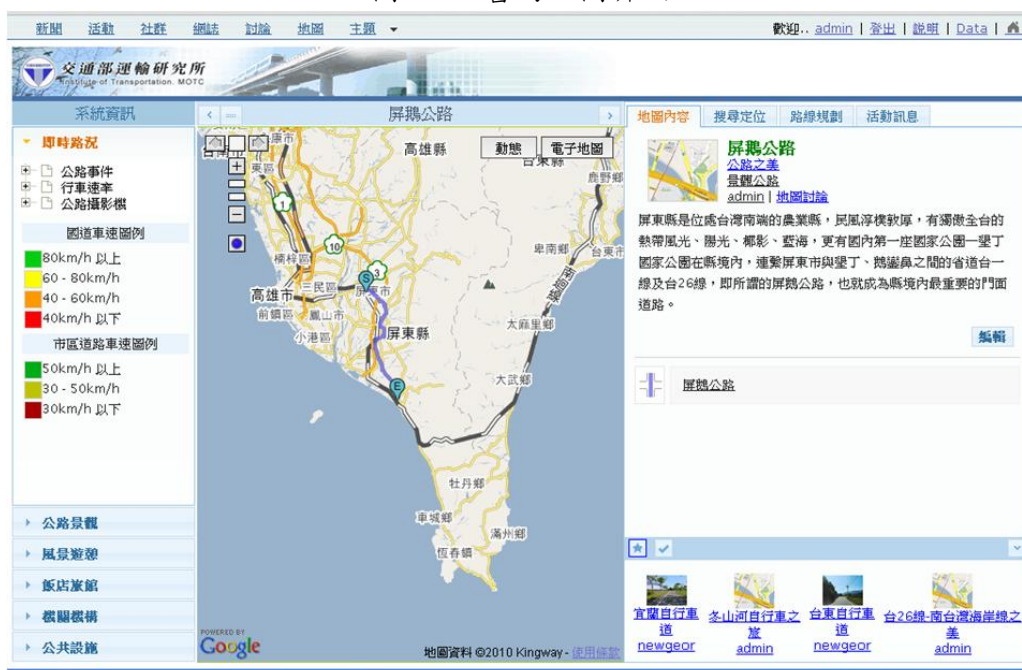 新聞 活動 社群 網誌 討論 地圖 主題
歡迎.. admin | 登出 | 說明 | Data |
交通部運輸研究所
Institute of Transportation. MOTC
系統資訊
屏鵝公路
地圖內容 搜尋定位 路線規劃 活動訊息
即時路況
公路事件
行車速率
公路攝影機
國道車速圖例
80km/h 以上
60 - 80km/h
40 - 60km/h
40km/h 以下
市區道路車速圖例
50km/h 以上
30 - 50km/h
30km/h 以下
公路景觀
風景遊憩
飯店旅館
機關機構
公共設施
動態 電子地圖
高雄縣
台東縣
鹿野鄉
1
10
3
卑南鄉
台東市
南迴線
楠梓區
S
三民區
屏東市
高雄市
前鎮區
鳳山市
小港區
屏東縣
太麻里鄉
大武鄉
E
牡丹鄉
車城鄉
滿州鄉
恆春鎮
POWERED BY
Google
地圖資料 ©2010 Kingway - 使用條款
屏鵝公路
公路之美
景觀公路
admin | 地圖討論
屏東縣是位處台灣南端的農業縣，民風淳樸敦厚，有獨傲全台的
熱帶風光、陽光、椰影、藍海，更有國內第一座國家公園－墾丁
國家公園在縣境內，連繫屏東市與墾丁、鵝鑾鼻之間的省道台一
線及台26線，即所謂的屏鵝公路，也就成為縣境內最重要的門面
道路。
編輯
屏鵝公路
宜蘭自行車道
newgeor
冬山河自行車之旅
admin
台東自行車道
newgeor
台26線-南台灣海岸線之美
admin